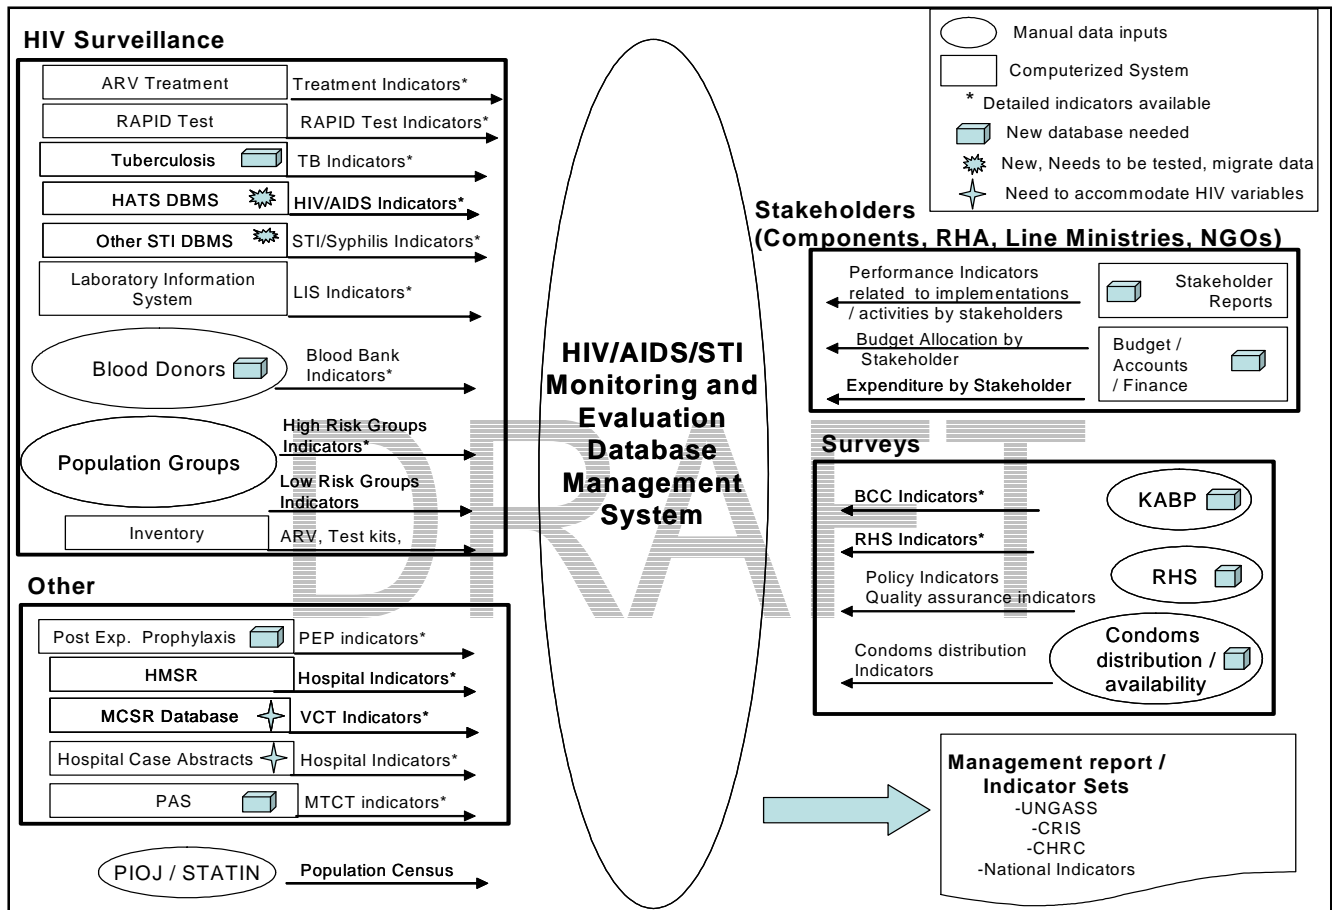 HIV Surveillance
ARV Treatment
Treatment Indicators*
RAPID Test
RAPID Test Indicators*
Tuberculosis
TB Indicators*
HATS DBMS
HIV/AIDS Indicators*
Other STI DBMS
STI/Syphilis Indicators*
Laboratory Information
System
LIS Indicators*
Blood Donors
Blood Bank
Indicators*
Population Groups
High Risk Groups
Indicators*
Low Risk Groups
Indicators
Inventory
ARV, Test kits,
Other
Post Exp. Prophylaxis
PEP indicators*
HMSR
Hospital Indicators*
MCSR Database
VCT Indicators*
Hospital Case Abstracts
Hospital Indicators*
PAS
MTCT indicators*
PIOJ / STATIN
Population Census
HIV/AIDS/STI
Monitoring and
Evaluation
Database
Management
System
DRAFT
Manual data inputs
Computerized System
* Detailed indicators available
New database needed
New, Needs to be tested, migrate data
Need to accommodate HIV variables
Stakeholders
(Components, RHA, Line Ministries, NGOs)
Performance Indicators
related to implementations
/ activities by stakeholders
Stakeholder
Reports
Budget Allocation by
Stakeholder
Expenditure by Stakeholder
Budget /
Accounts
/ Finance
Surveys
BCC Indicators*
KABP
RHS Indicators*
RHS
Policy Indicators
Quality assurance indicators
Condoms distribution
Indicators
Condoms
distribution /
availability
Management report /
Indicator Sets
-UNGASS
-CRIS
-CHRC
-National Indicators